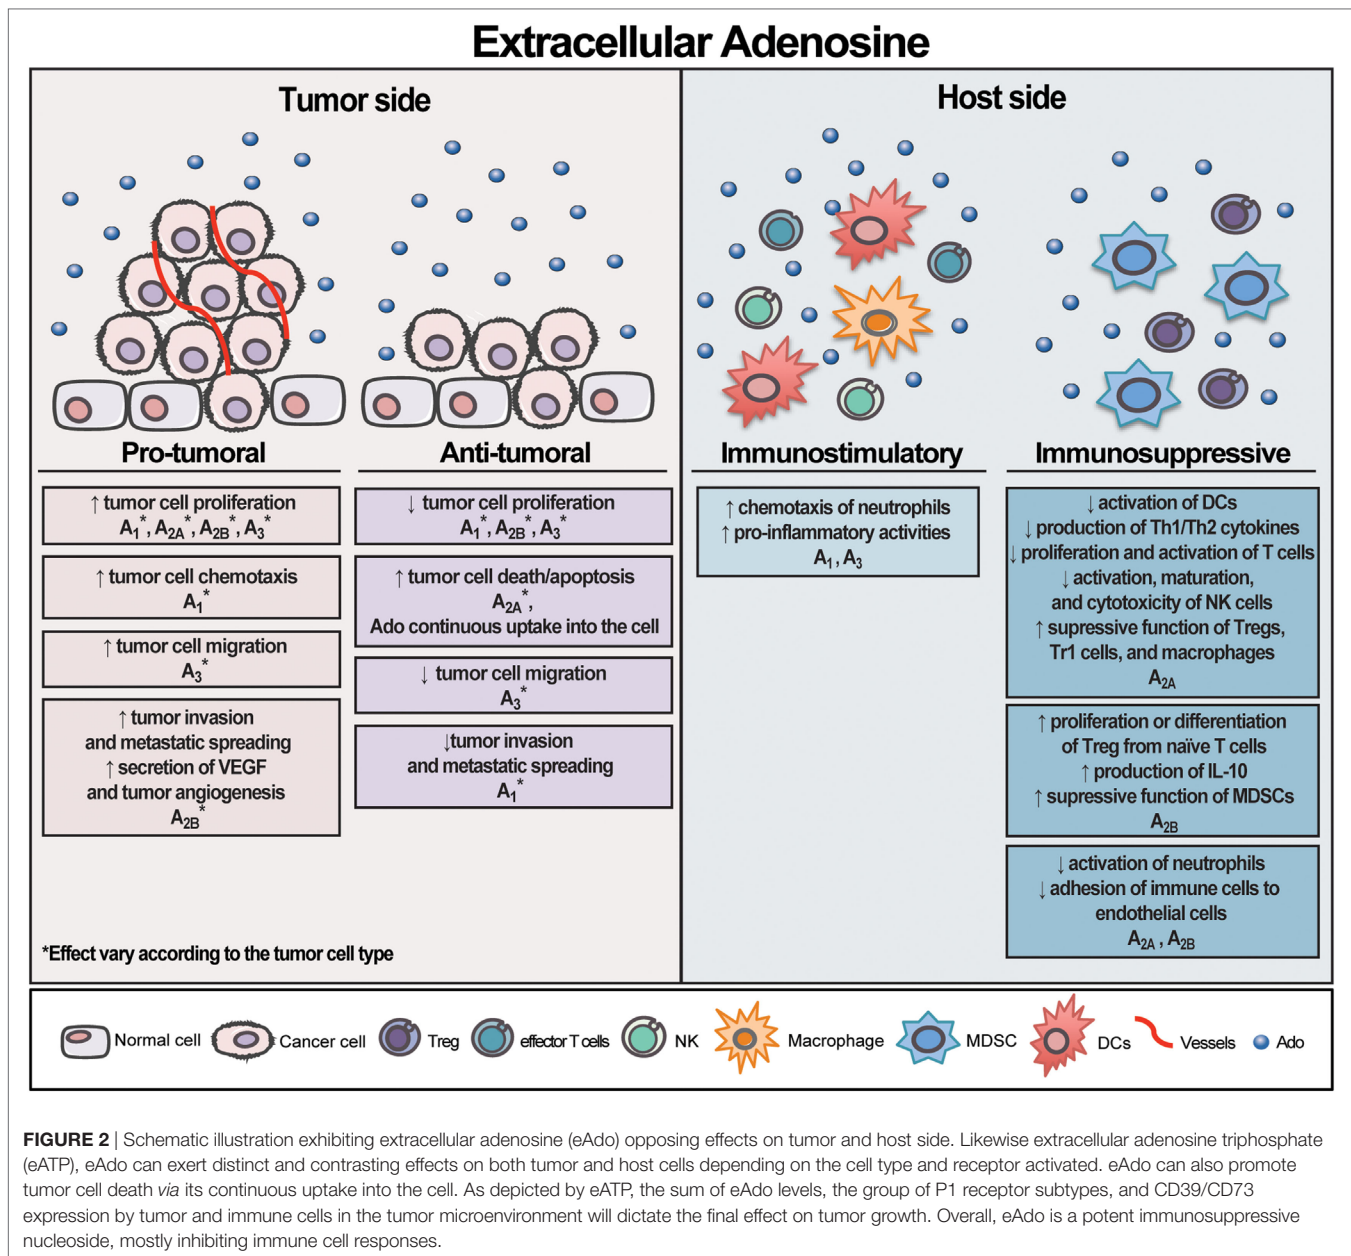 Extracellular Adenosine
Tumor side
Pro-tumoral
↑ tumor cell proliferation
A1*, A2A*, A2B*, A3*
↑ tumor cell chemotaxis
A1*
↑ tumor cell migration
A3*
↑ tumor invasion
and metastatic spreading
↑ secretion of VEGF
and tumor angiogenesis
A2B*
Anti-tumoral
↓ tumor cell proliferation
A1*, A2B*, A3*
↑ tumor cell death/apoptosis
A2A*,
Ado continuous uptake into the cell
↓ tumor cell migration
A3*
↓tumor invasion
and metastatic spreading
A1*
*Effect vary according to the tumor cell type
Host side
Immunostimulatory
↑ chemotaxis of neutrophils
↑ pro-inflammatory activities
A1, A3
Immunosuppressive
↓ activation of DCs
↓ production of Th1/Th2 cytokines
↓ proliferation and activation of T cells
↓ activation, maturation,
and cytotoxicity of NK cells
↑ supressive function of Tregs,
Tr1 cells, and macrophages
A2A
↑ proliferation or differentiation
of Treg from naïve T cells
↑ production of IL-10
↑ supressive function of MDSCs
A2B
↓ activation of neutrophils
↓ adhesion of immune cells to
endothelial cells
A2A , A2B
Normal cell Cancer cell Treg effector T cells NK Macrophage MDSC DCs Vessels Ado
FIGURE 2 | Schematic illustration exhibiting extracellular adenosine (eAdo) opposing effects on tumor and host side. Likewise extracellular adenosine triphosphate
(eATP), eAdo can exert distinct and contrasting effects on both tumor and host cells depending on the cell type and receptor activated. eAdo can also promote
tumor cell death via its continuous uptake into the cell. As depicted by eATP, the sum of eAdo levels, the group of P1 receptor subtypes, and CD39/CD73
expression by tumor and immune cells in the tumor microenvironment will dictate the final effect on tumor growth. Overall, eAdo is a potent immunosuppressive
nucleoside, mostly inhibiting immune cell responses.